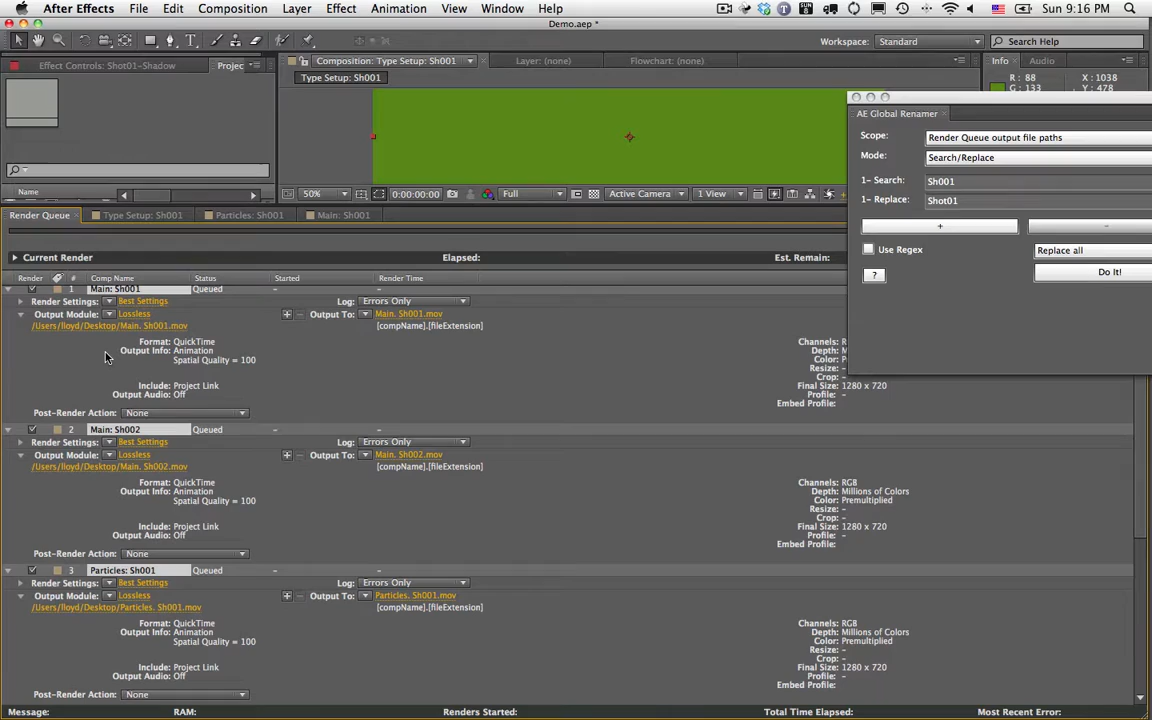 After Effects File Edit Composition Layer Effect Animation View Window Help Sun 9:16 PM
Demo.aep *
Workspace: Standard Search Help
Effect Controls: Shot01-Shadow Projec
Composition: Type Setup: Sh001 Layer: (none) Flowchart: (none) Info Audio
Type Setup: Sh001
R: 88 X: 1038
G: 133 Y: 478
AE Global Renamer
Scope: Render Queue output file paths
Mode: Search/Replace
1- Search: Sh001
1- Replace: Shot01
+ -
Use Regex Replace all
? Do It!
Name
50% 0:00:00:00 Full Active Camera 1 View
Render Queue Type Setup: Sh001 Particles: Sh001 Main: Sh001
Current Render Elapsed: Est. Remain:
Render # Comp Name Status Started Render Time
1 Main: Sh001 Queued - -
Render Settings: Best Settings Log: Errors Only
Output Module: Lossless Output To: Main. Sh001.mov
/Users/lloyd/Desktop/Main. Sh001.mov [compName].[fileExtension]
Format: QuickTime
Output Info: Animation
Spatial Quality = 100
Include: Project Link
Output Audio: Off
Channels: R
Depth: M
Color: P
Resize: -
Crop: -
Final Size: 1280 x 720
Profile: -
Embed Profile:
Post-Render Action: None
2 Main: Sh002 Queued - -
Render Settings: Best Settings Log: Errors Only
Output Module: Lossless Output To: Main. Sh002.mov
/Users/lloyd/Desktop/Main. Sh002.mov [compName].[fileExtension]
Format: QuickTime
Output Info: Animation
Spatial Quality = 100
Include: Project Link
Output Audio: Off
Channels: RGB
Depth: Millions of Colors
Color: Premultiplied
Resize: -
Crop: -
Final Size: 1280 x 720
Profile: -
Embed Profile:
Post-Render Action: None
3 Particles: Sh001 Queued - -
Render Settings: Best Settings Log: Errors Only
Output Module: Lossless Output To: Particles. Sh001.mov
/Users/lloyd/Desktop/Particles. Sh001.mov [compName].[fileExtension]
Format: QuickTime
Output Info: Animation
Spatial Quality = 100
Include: Project Link
Output Audio: Off
Channels: RGB
Depth: Millions of Colors
Color: Premultiplied
Resize: -
Crop: -
Final Size: 1280 x 720
Profile: -
Embed Profile:
Post-Render Action: None
Message: RAM: Renders Started: Total Time Elapsed: Most Recent Error: